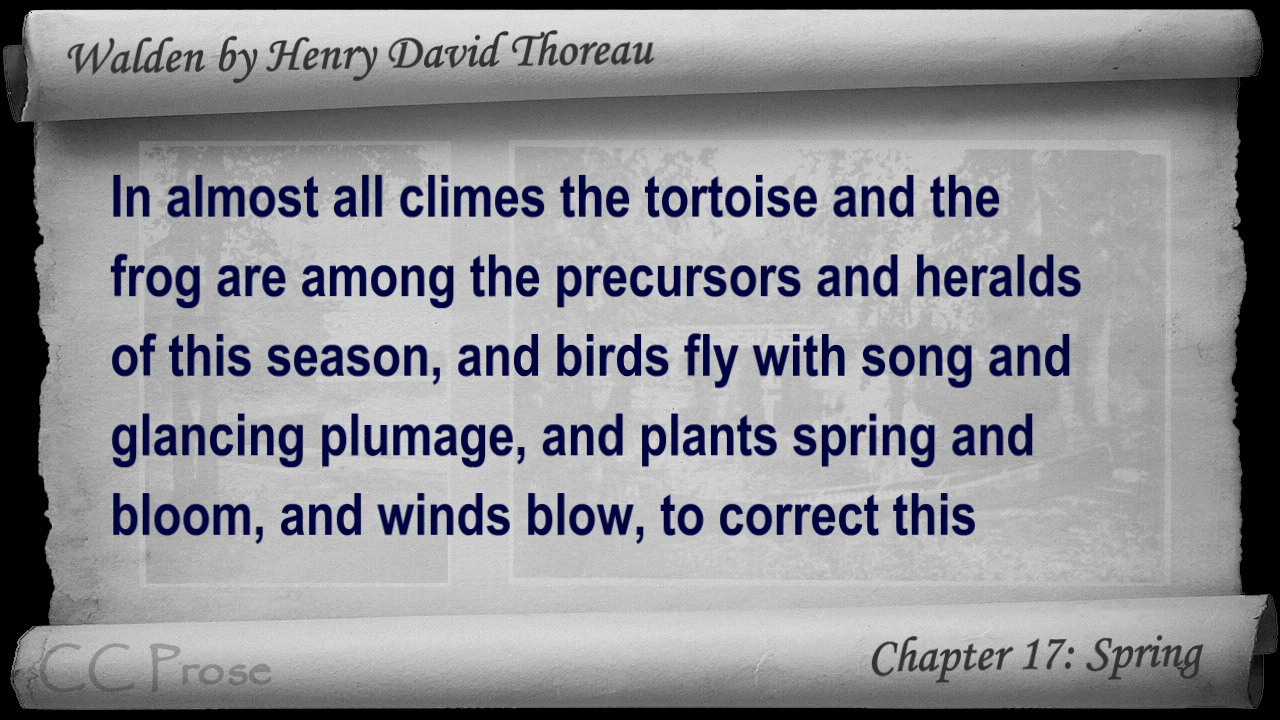 Walden by Henry David Thoreau
In almost all climes the tortoise and the
frog are among the precursors and heralds
of this season, and birds fly with song and
glancing plumage, and plants spring and
bloom, and winds blow, to correct this
CC Prose
Chapter 17: Spring